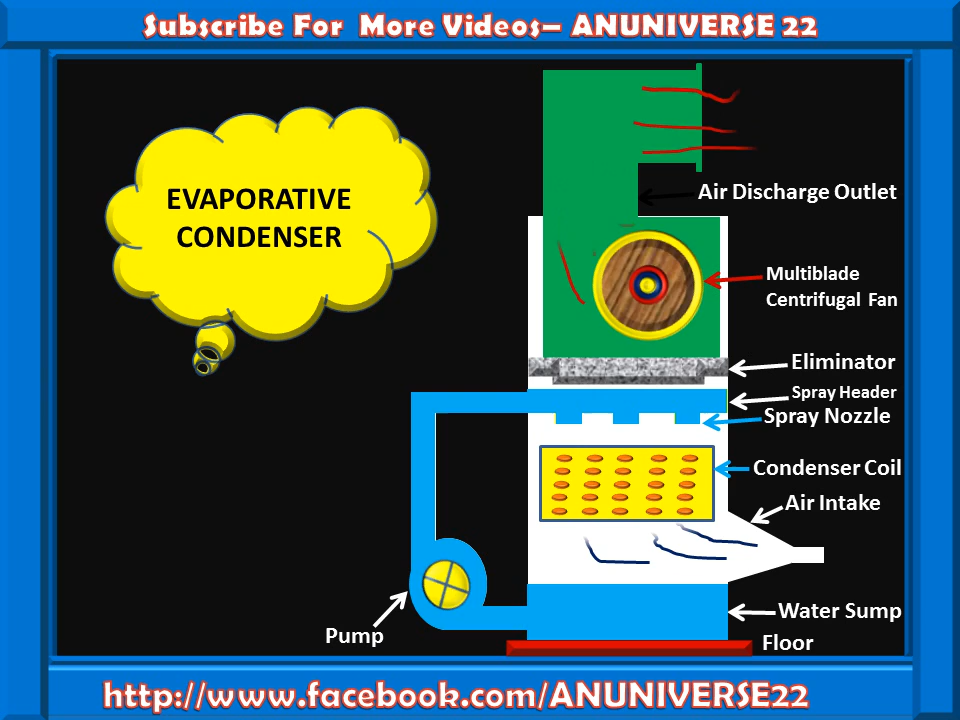 Subscribe For More Videos– ANUNIVERSE 22
EVAPORATIVE
CONDENSER
Air Discharge Outlet
Multiblade
Centrifugal Fan
Eliminator
Spray Header
Spray Nozzle
Condenser Coil
Air Intake
Water Sump
Pump
Floor
http://www.facebook.com/ANUNIVERSE22